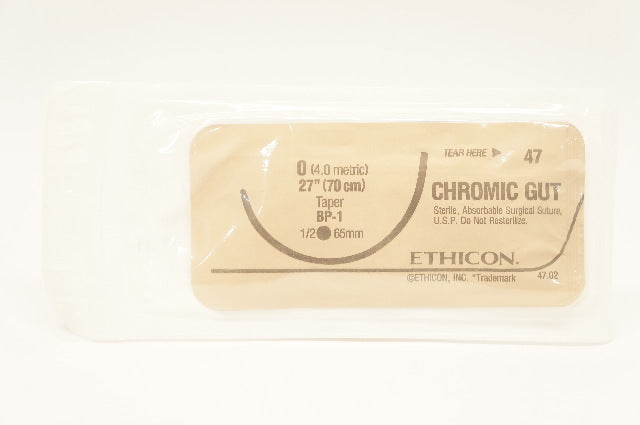 0 (4.0 metric)
27" (70 cm)
Taper
BP-1
1/2 65mm
TEAR HERE 47
CHROMIC GUT
Sterile, Absorbable Surgical Suture,
U.S.P. Do Not Resterilize.
ETHICON.
©ETHICON, INC. *Trademark 47.02